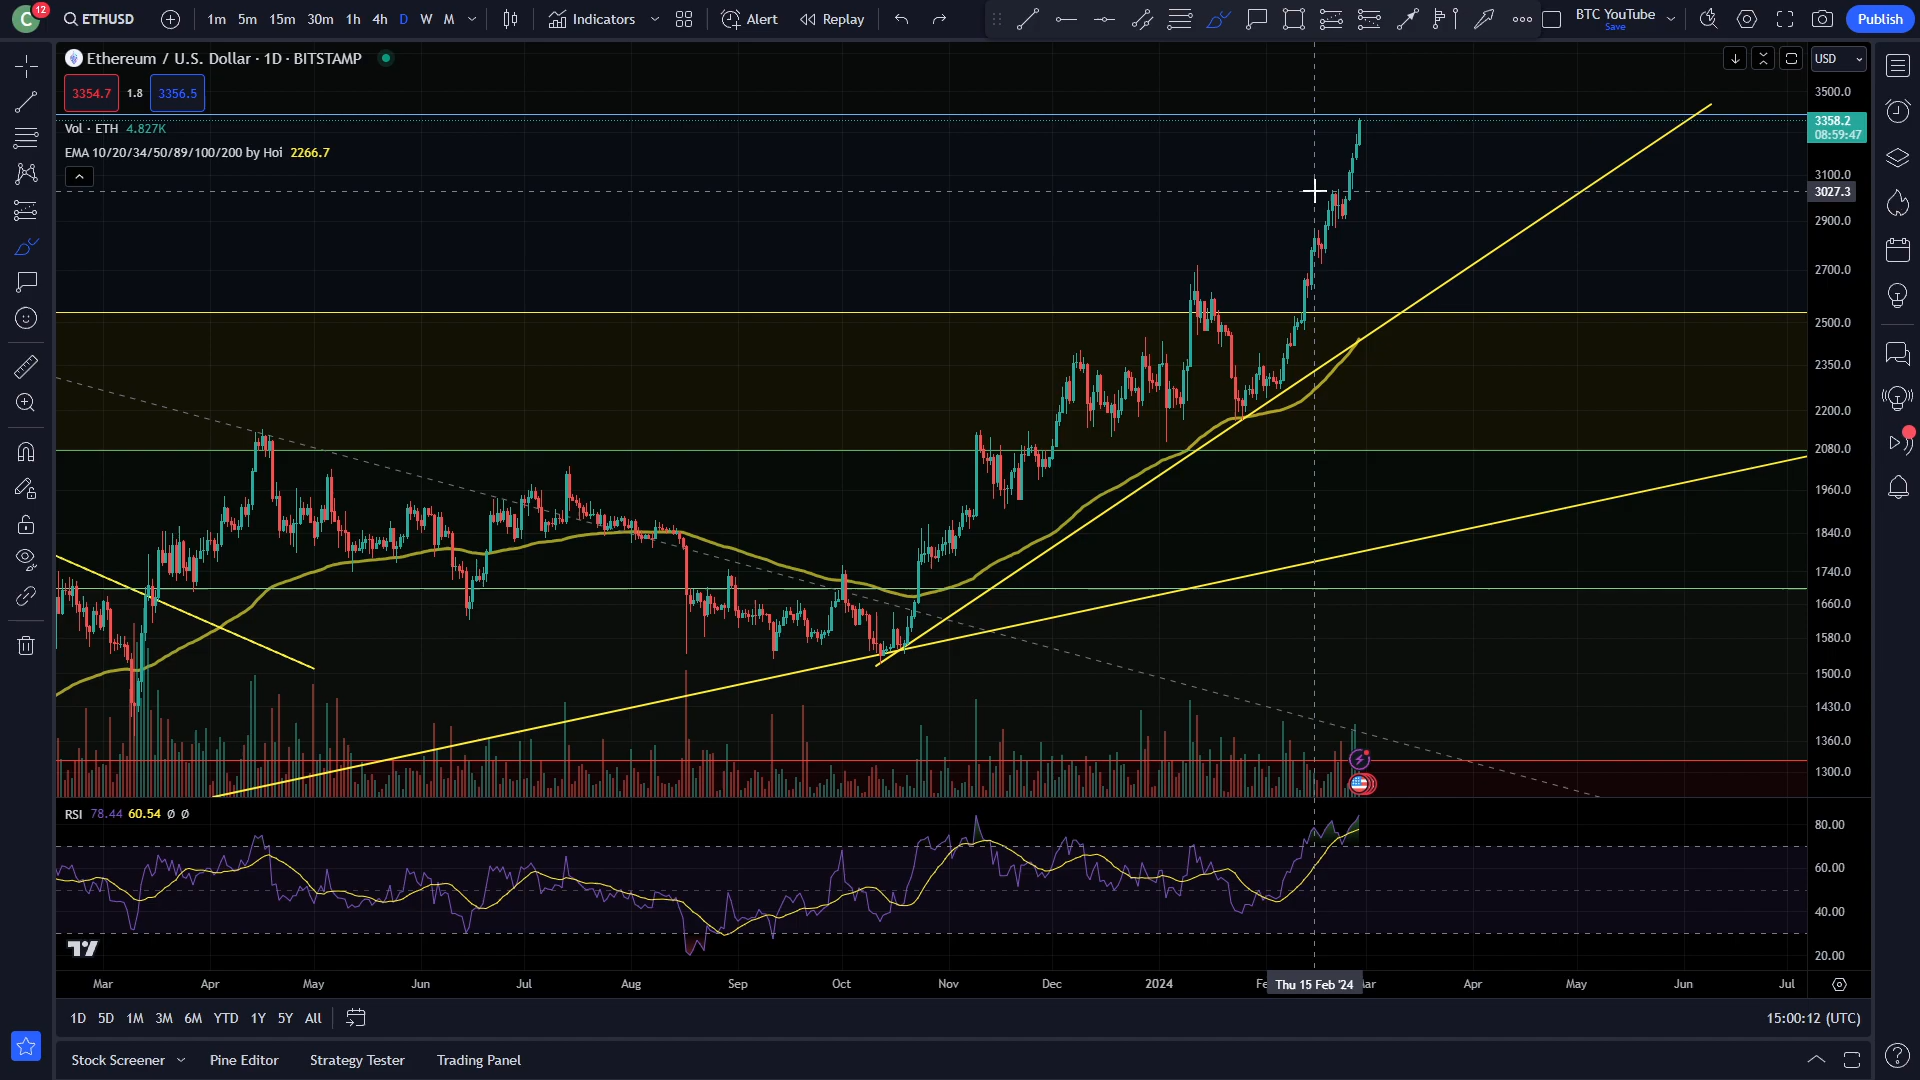 C 12 ETHUSD 1m 5m 15m 30m 1h 4h D W M Indicators Alert Replay BTC YouTube Save Publish
Ethereum / U.S. Dollar · 1D · BITSTAMP USD
3354.7 1.8 3356.5
Vol · ETH 4.827K
EMA 10/20/34/50/89/100/200 by Hoi 2266.7
3500.0
3358.2
08:59:47
3100.0
3027.3
2900.0
2700.0
2500.0
2350.0
2200.0
2080.0
1960.0
1840.0
1740.0
1660.0
1580.0
1500.0
1430.0
1360.0
1300.0
RSI 78.44 60.54 Ø Ø
80.00
60.00
40.00
20.00
Mar Apr May Jun Jul Aug Sep Oct Nov Dec 2024 Fe Thu 15 Feb '24 ar Apr May Jun Jul
1D 5D 1M 3M 6M YTD 1Y 5Y All 15:00:12 (UTC)
Stock Screener Pine Editor Strategy Tester Trading Panel